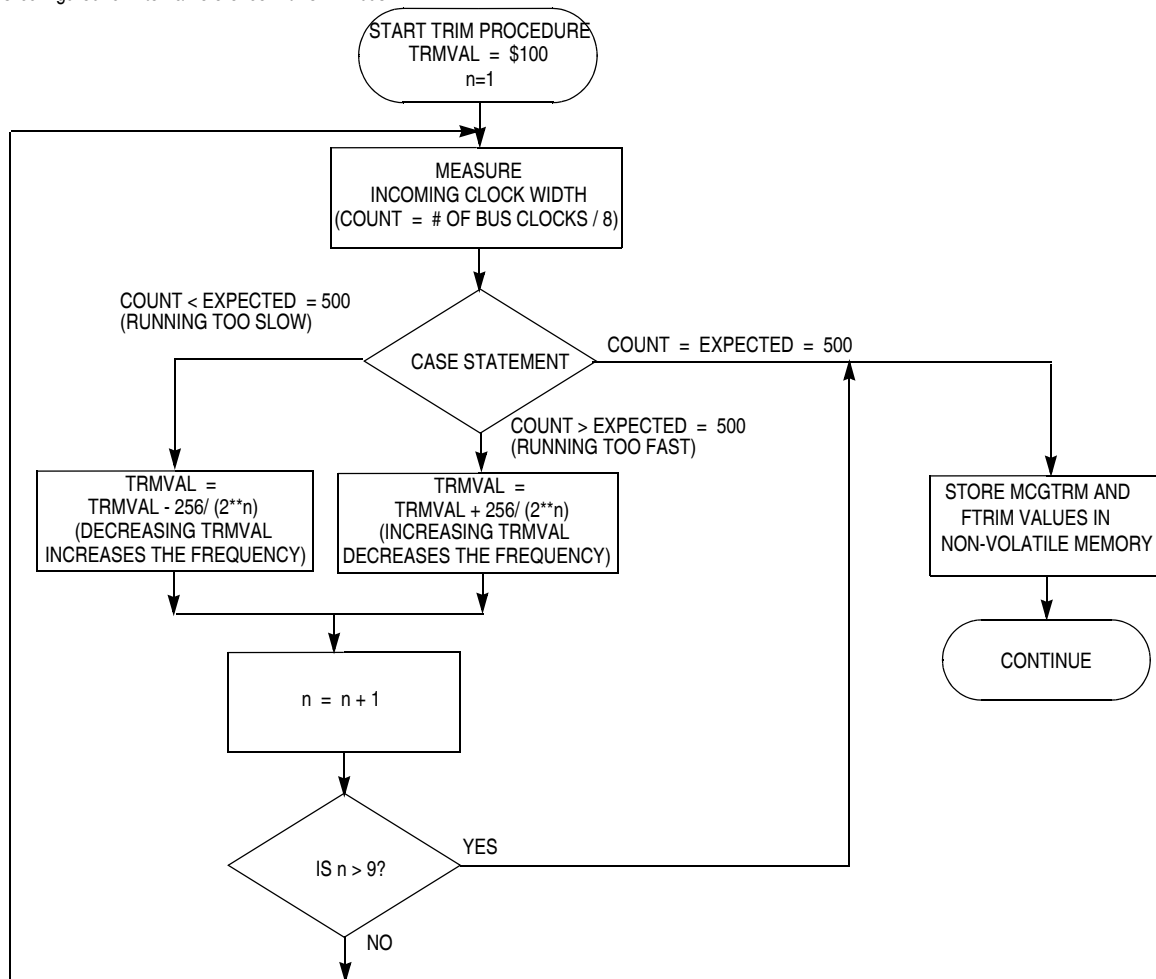 START TRIM PROCEDURE
TRMVAL = $100
n=1
MEASURE
INCOMING CLOCK WIDTH
(COUNT = # OF BUS CLOCKS / 8)
COUNT < EXPECTED = 500
(RUNNING TOO SLOW)
CASE STATEMENT
COUNT = EXPECTED = 500
COUNT > EXPECTED = 500
(RUNNING TOO FAST)
TRMVAL =
TRMVAL - 256/ (2**n)
(DECREASING TRMVAL
INCREASES THE FREQUENCY)
TRMVAL =
TRMVAL + 256/ (2**n)
(INCREASING TRMVAL
DECREASES THE FREQUENCY)
STORE MCGTRM AND
FTRIM VALUES IN
NON-VOLATILE MEMORY
CONTINUE
n = n + 1
IS n > 9?
YES
NO